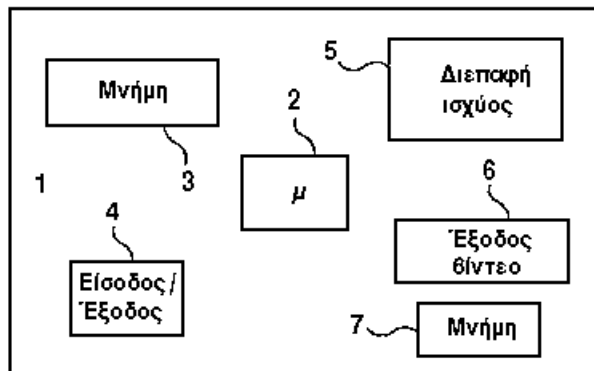 5
Διεπαφή
ισχύος
Μνήμη
2
1
3
μ
6
4
Έξοδος
βίντεο
Είσοδος /
Έξοδος
7
Μνήμη